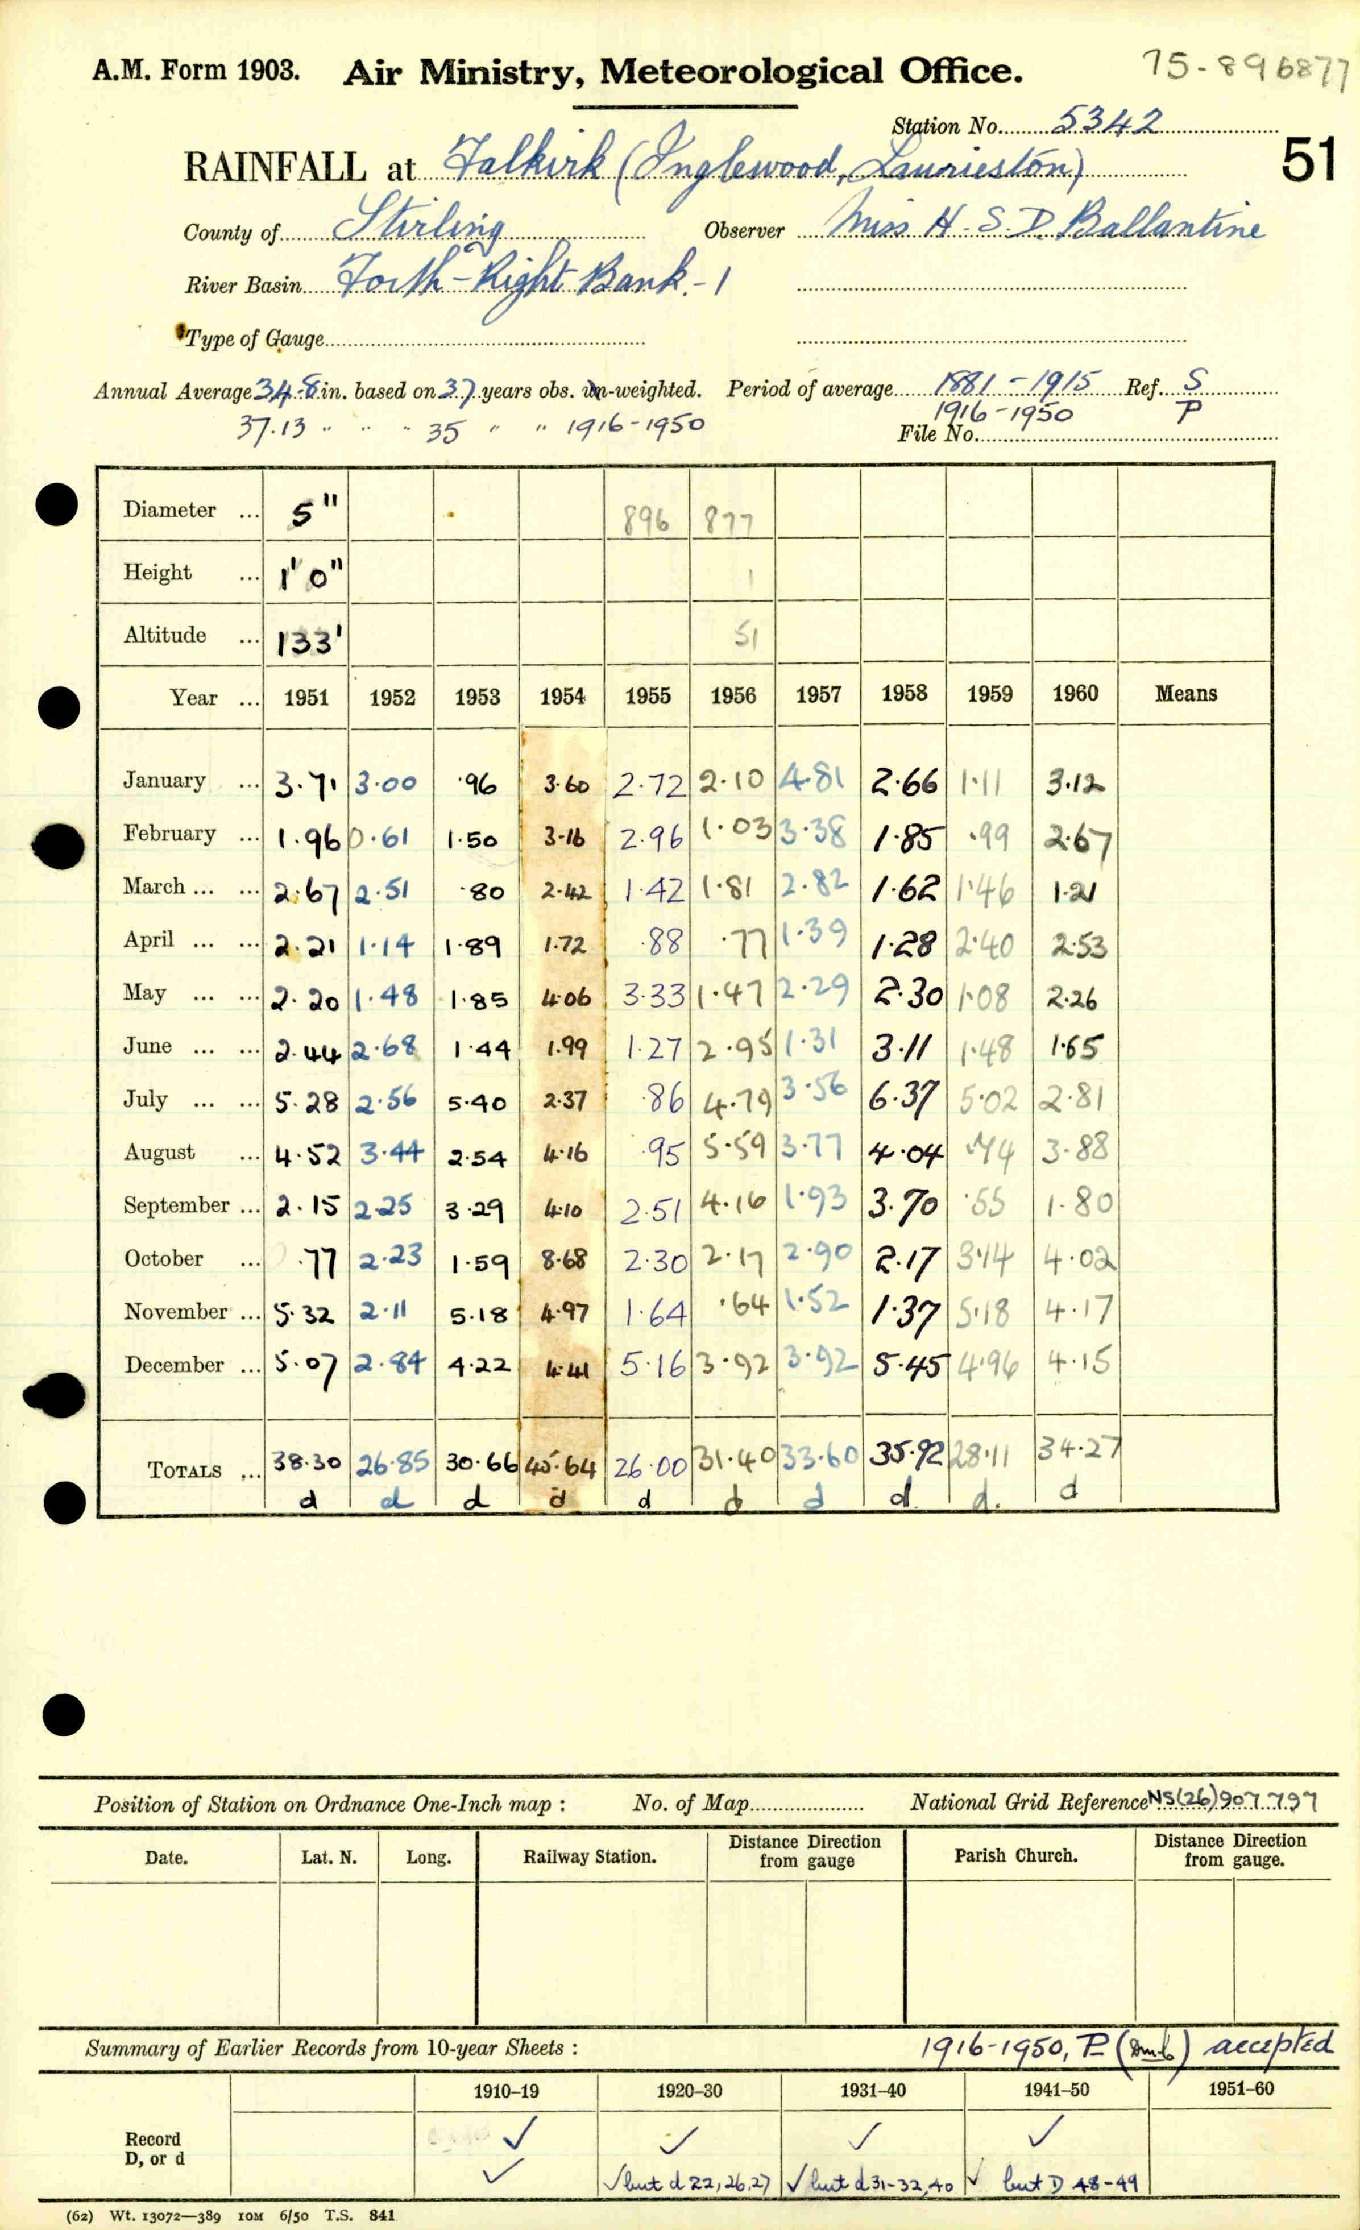 75-896877
A.M. Form 1903. Air Ministry, Meteorological Office.
Station No. 5342
51
RAINFALL at Falkirk (Inglewood, Laurieston)
County of Stirling Observer Miss H. S. D. Ballantine
River Basin Forth - Right Bank. - 1
Type of Gauge
Annual Average 34.8 in. based on 37 years obs. un-weighted. Period of average 1881-1915 Ref. S
37.13 " " " 35 " " 1916-1950 1916-1950 P
File No.
Diameter ... 5" 896 877
Height ... 1' 0" 1
Altitude ... 133' 51
Year ... 1951 1952 1953 1954 1955 1956 1957 1958 1959 1960 Means
January ... 3.71 3.00 .96 3.60 2.72 2.10 4.81 2.66 1.11 3.12
February ... 1.96 0.61 1.50 3.16 2.96 1.03 3.38 1.85 .99 2.67
March ... ... 2.67 2.51 .80 2.42 1.42 1.81 2.82 1.62 1.46 1.21
April ... ... 2.21 1.14 1.89 1.72 .88 .77 1.39 1.28 2.40 2.53
May ... ... 2.20 1.48 1.85 4.06 3.33 1.47 2.29 2.30 1.08 2.26
June ... ... 2.44 2.68 1.44 1.99 1.27 2.95 1.31 3.11 1.48 1.65
July ... ... 5.28 2.56 5.40 2.37 .86 4.79 3.56 6.37 5.02 2.81
August ... 4.52 3.44 2.54 4.16 .95 5.59 3.77 4.04 .74 3.88
September ... 2.15 2.25 3.29 4.10 2.51 4.16 1.93 3.70 .55 1.80
October ... .77 2.23 1.59 8.68 2.30 2.17 2.90 2.17 3.14 4.02
November ... 5.32 2.11 5.18 4.97 1.64 .64 1.52 1.37 5.18 4.17
December ... 5.07 2.84 4.22 4.41 5.16 3.92 3.92 5.45 4.96 4.15
TOTALS ... 38.30 26.85 30.66 45.64 26.00 31.40 33.60 35.92 28.11 34.27
d d d d d d d d d. d
Position of Station on Ordnance One-Inch map : No. of Map National Grid Reference NS(26)907797
Date. Lat. N. Long. Railway Station. Distance Direction from gauge Parish Church. Distance Direction from gauge.
Summary of Earlier Records from 10-year Sheets : 1916-1950, P accepted
1910-19 1920-30 1931-40 1941-50 1951-60
Record ✓ ✓ ✓ ✓
D, or d ✓ ✓ but d 22, 26, 27 ✓ but d 31-32, 40 ✓ but D 48-49
(62) Wt. 13072—389 10M 6/50 T.S. 841